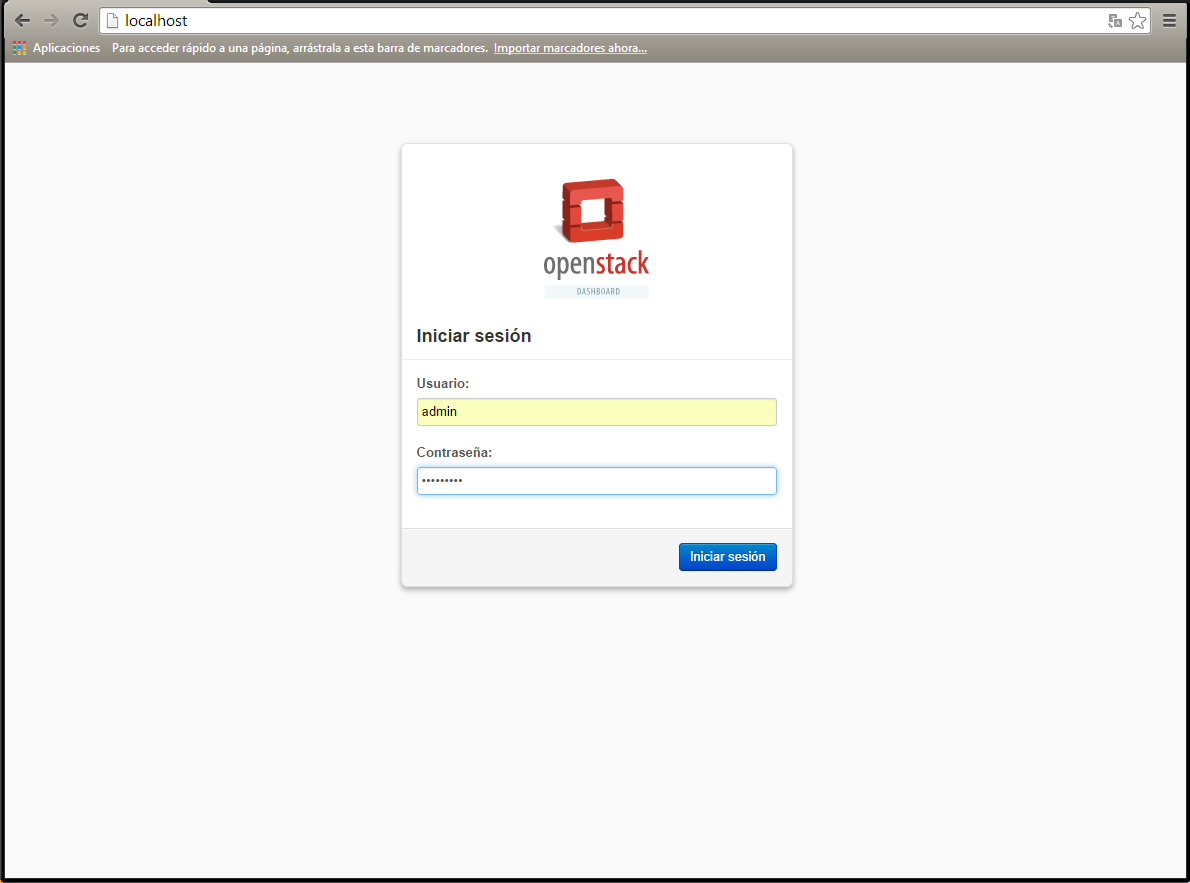 localhost
Aplicaciones Para acceder rápido a una página, arrástrala a esta barra de marcadores. Importar marcadores ahora...
openstack
DASHBOARD
Iniciar sesión
Usuario:
admin
Contraseña:
•••••••••
Iniciar sesión